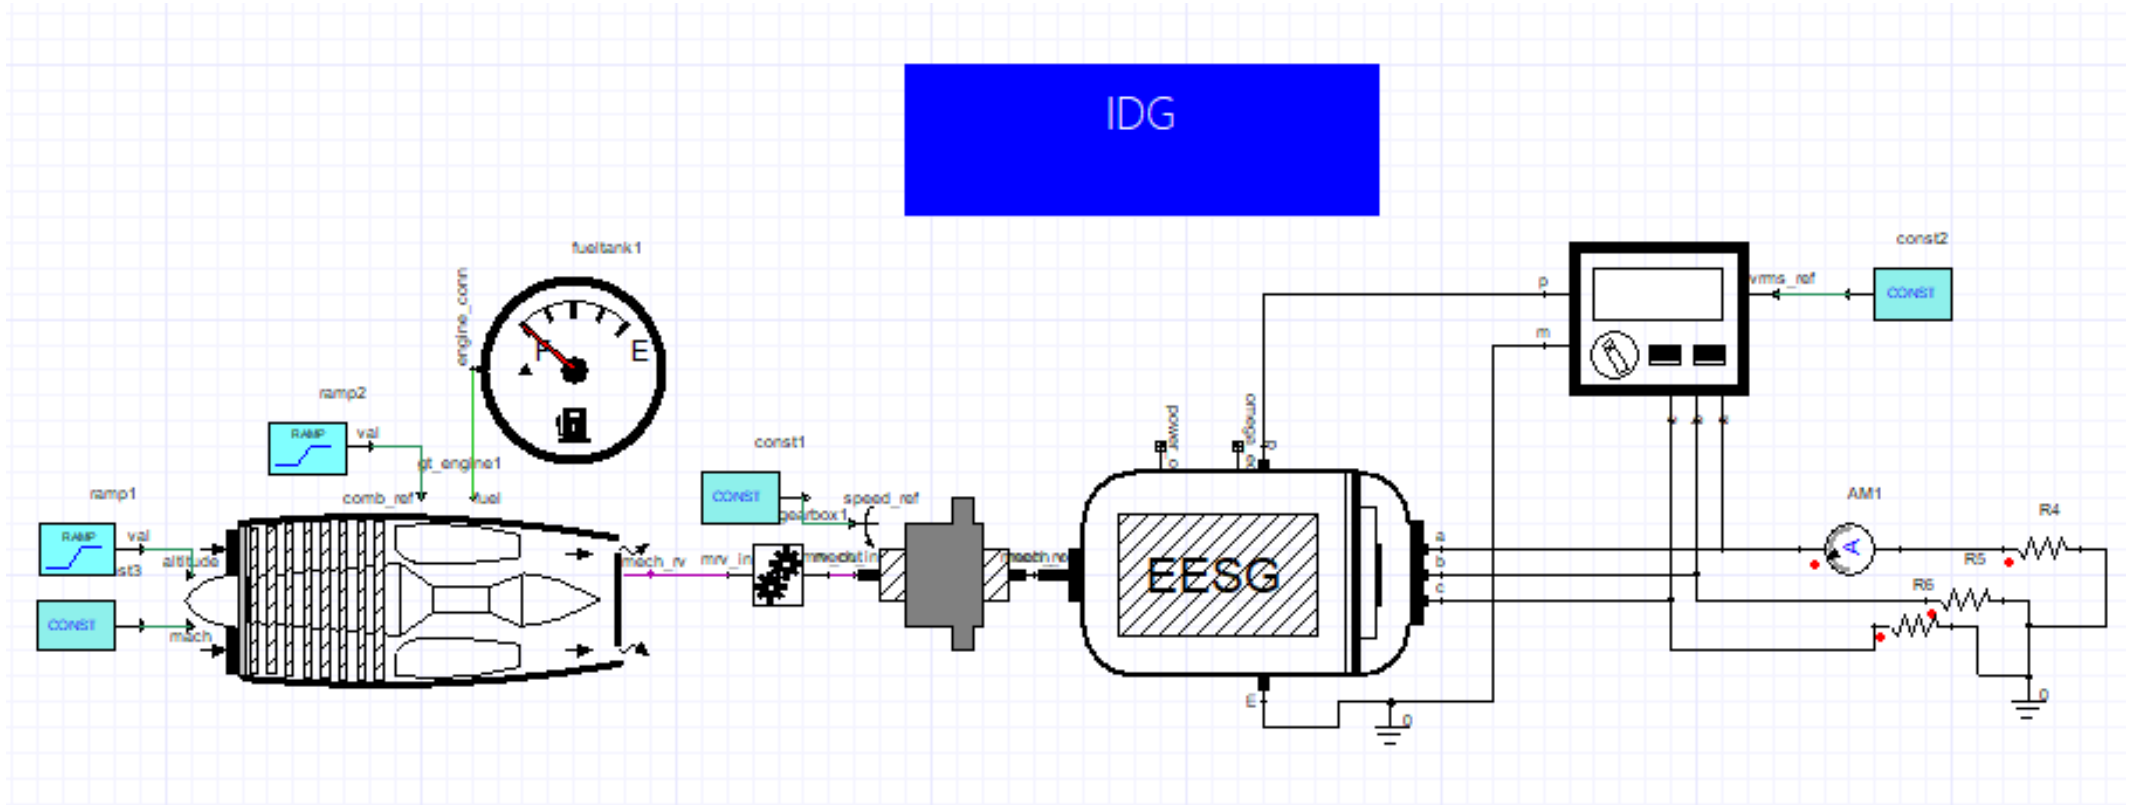 IDG
fueltank1
const2
engine_conn
F
E
vrms_ref
CONST
p
m
ramp2
RAMP
val
gt_engine1
comb_ref
fuel
const1
CONST
speed_ref
gearbox1
ramp1
RAMP
val
altitude
st3
CONST
mach
mech_rv
mrv_in
omega
EESG
a
b
c
E
0
AM1
A
R4
R5
R6
0